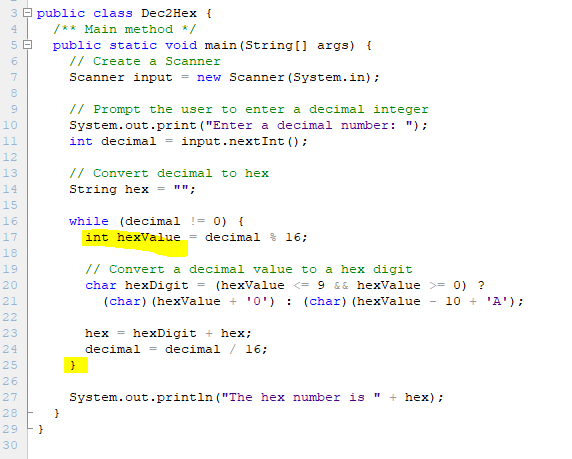 3 public class Dec2Hex {
4   /** Main method */
5   public static void main(String[] args) {
6     // Create a Scanner
7     Scanner input = new Scanner(System.in);
8
9     // Prompt the user to enter a decimal integer
10     System.out.print("Enter a decimal number: ");
11     int decimal = input.nextInt();
12
13     // Convert decimal to hex
14     String hex = "";
15
16     while (decimal != 0) {
17       int hexValue = decimal % 16;
18
19       // Convert a decimal value to a hex digit
20       char hexDigit = (hexValue <= 9 && hexValue >= 0) ?
21         (char)(hexValue + '0') : (char)(hexValue - 10 + 'A');
22
23       hex = hexDigit + hex;
24       decimal = decimal / 16;
25     }
26
27     System.out.println("The hex number is " + hex);
28   }
29 }
30